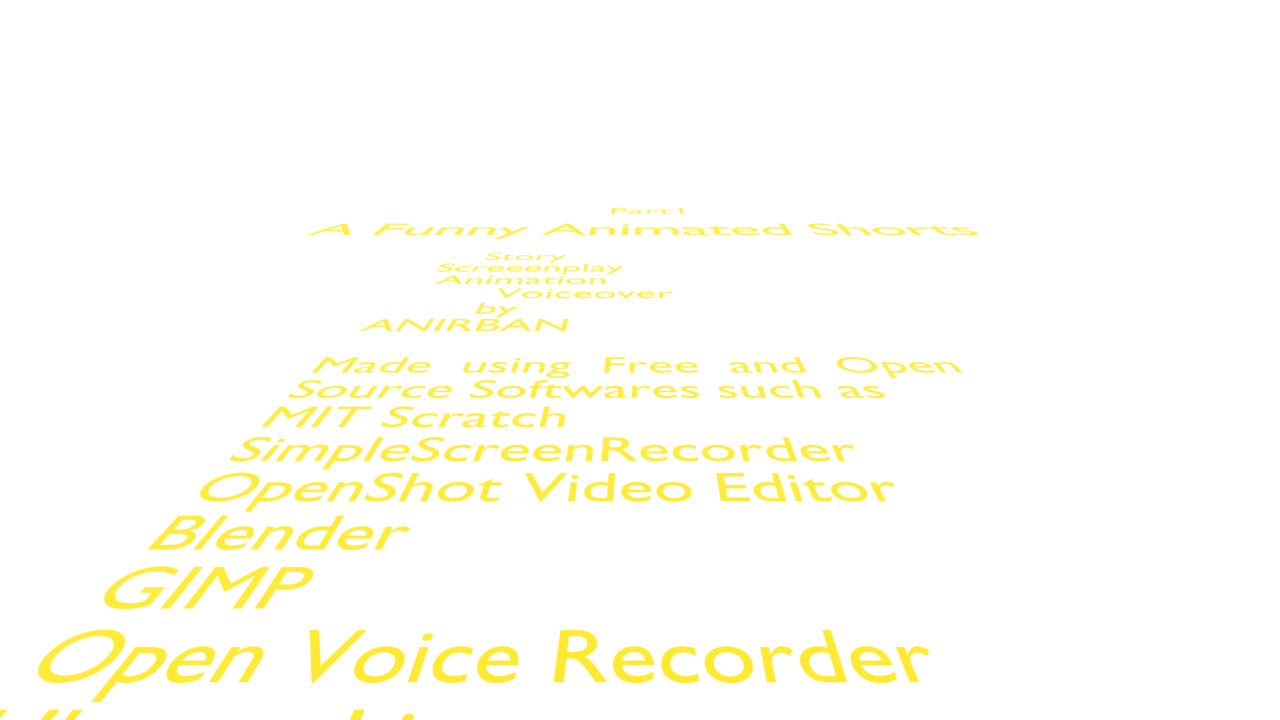 Part I
A Funny Animated Shorts
Story
Screeenplay
Animation
Voiceover
by
ANIRBAN
Made using Free and Open
Source Softwares such as
MIT Scratch
SimpleScreenRecorder
OpenShot Video Editor
Blender
GIMP
Open Voice Recorder